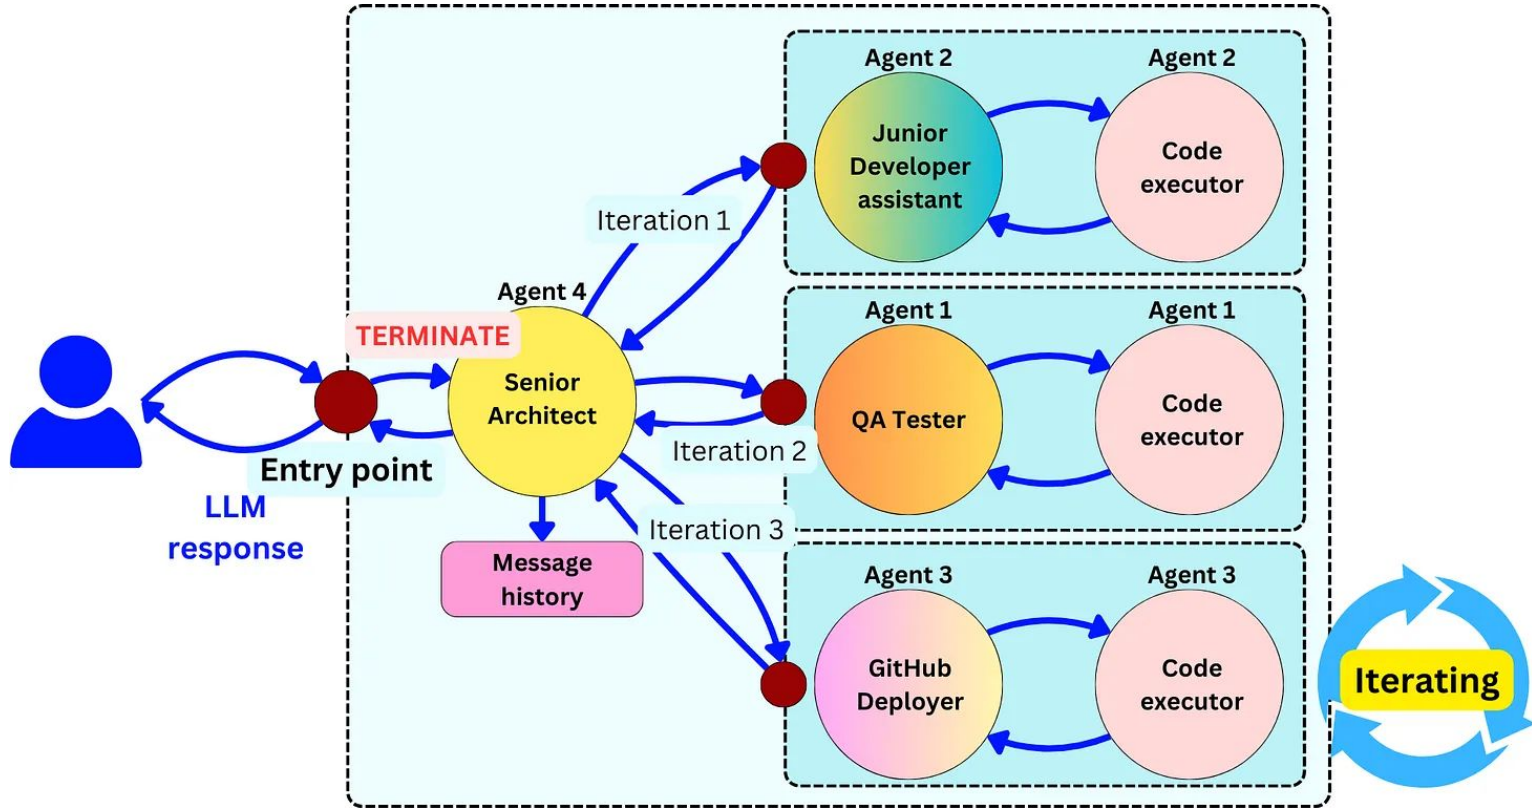 Agent 2
Agent 2
Junior
Developer
assistant
Code
executor
Iteration 1
Agent 4
TERMINATE
Senior
Architect
Agent 1
Agent 1
QA Tester
Code
executor
Iteration 2
Entry point
LLM
response
Iteration 3
Message
history
Agent 3
Agent 3
GitHub
Deployer
Code
executor
Iterating